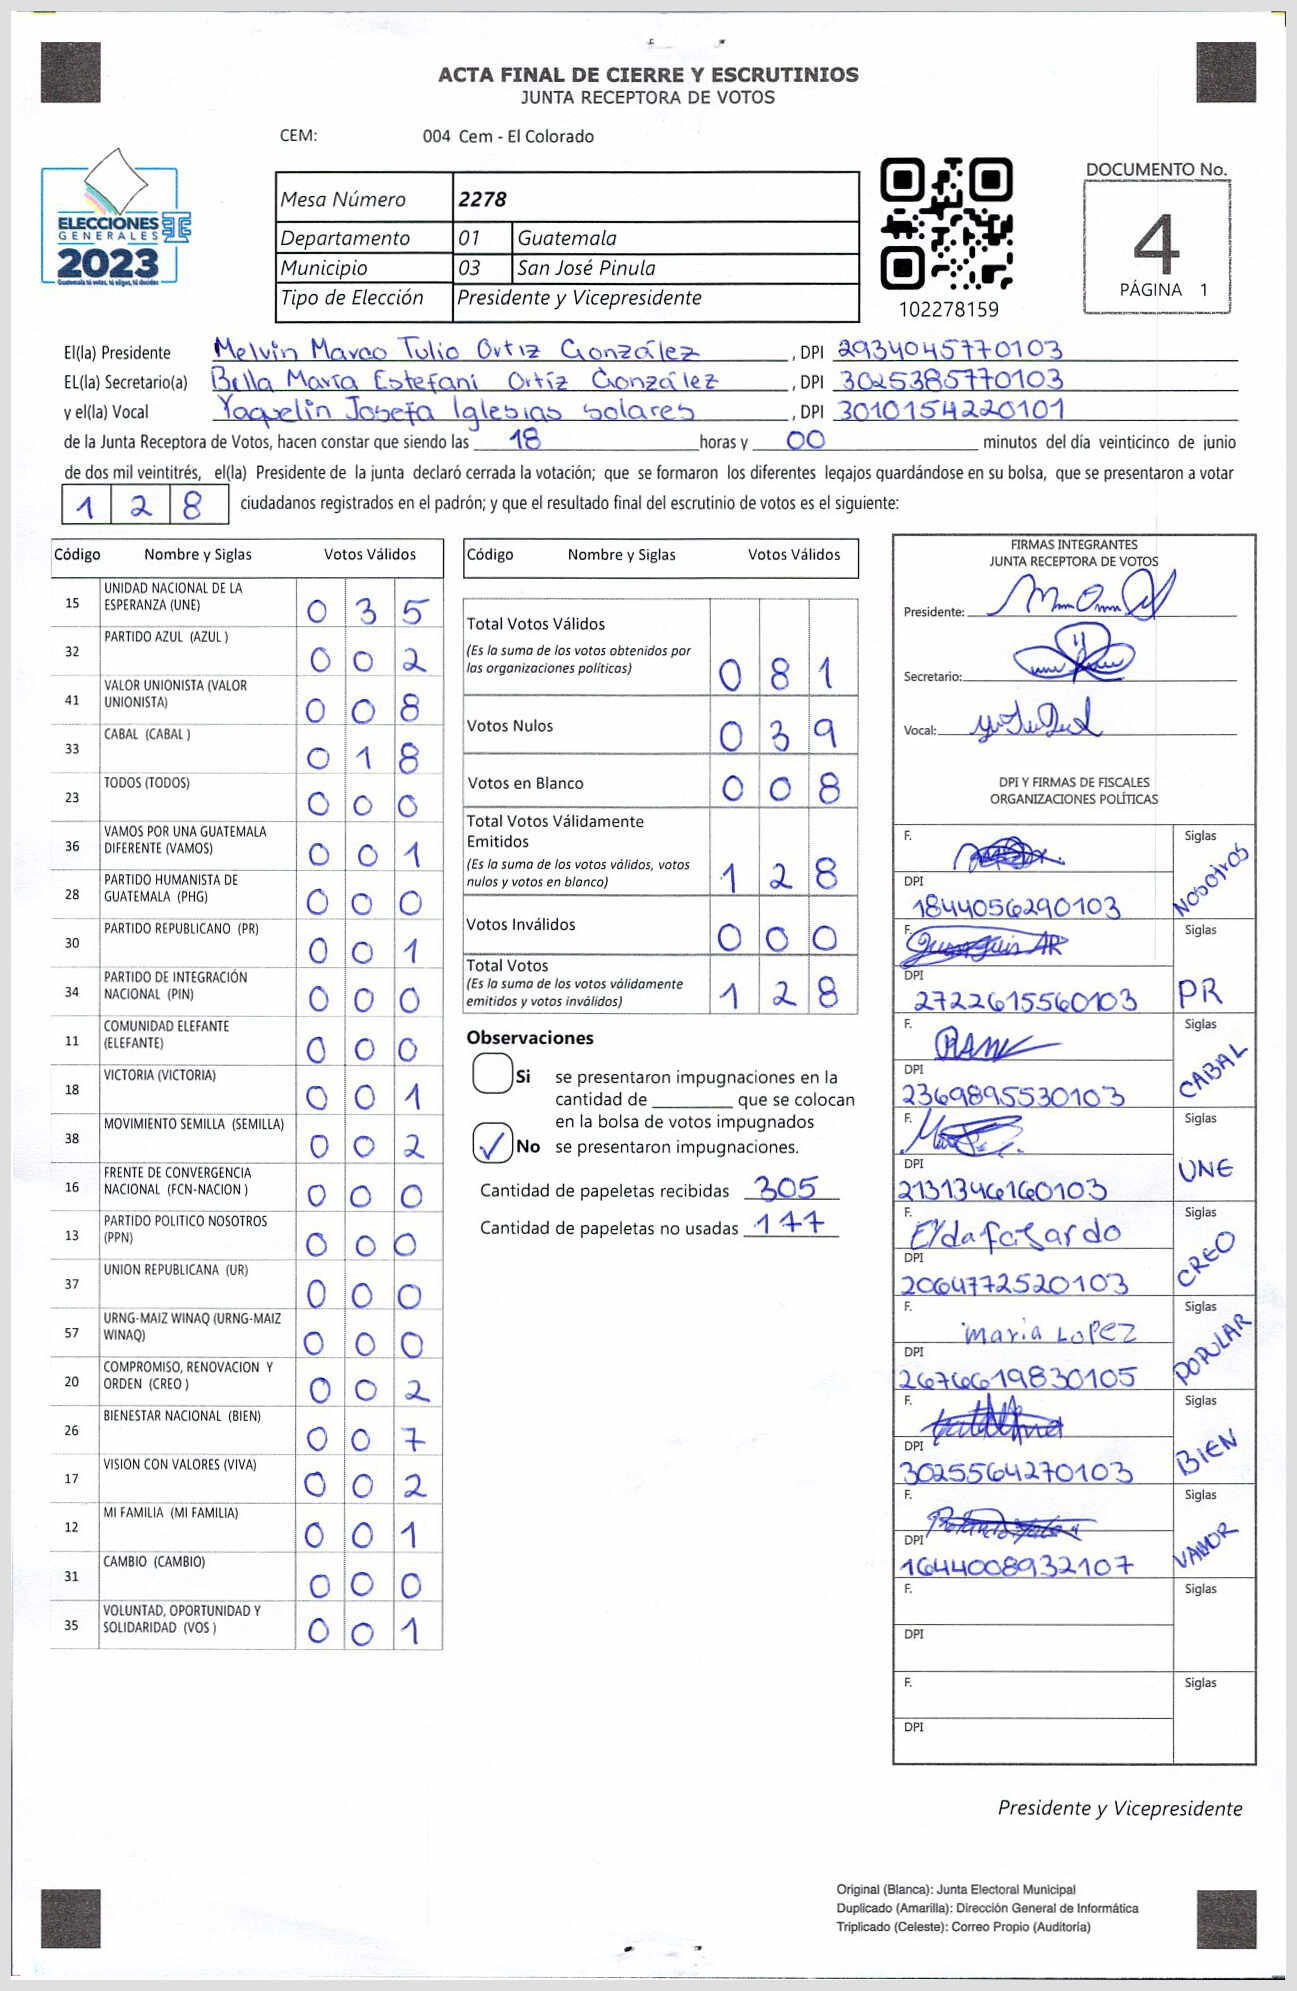 ACTA FINAL DE CIERRE Y ESCRUTINIOS
JUNTA RECEPTORA DE VOTOS
CEM: 004 Cem - El Colorado
ELECCIONES
GENERALES
2023
Guatemala tú votas, tú eliges, tú decides
Mesa Número 2278
Departamento 01 Guatemala
Municipio 03 San José Pinula
Tipo de Elección Presidente y Vicepresidente
102278159
DOCUMENTO No.
4
PÁGINA 1
El(la) Presidente Melvin Marco Tulio Ortiz González, DPI 2934045770103
EL(la) Secretario(a) Bella María Estefani Ortíz González, DPI 3025385770103
y el(la) Vocal Yaquelin Josefa Iglesias Solares, DPI 3010154220101
de la Junta Receptora de Votos, hacen constar que siendo las 18 horas y 00 minutos del día veinticinco de junio
de dos mil veintitrés, el(la) Presidente de la junta declaró cerrada la votación; que se formaron los diferentes legajos quardándose en su bolsa, que se presentaron a votar
128 ciudadanos registrados en el padrón; y que el resultado final del escrutinio de votos es el siguiente:
Código Nombre y Siglas Votos Válidos
15 UNIDAD NACIONAL DE LA ESPERANZA (UNE) 0 3 5
32 PARTIDO AZUL (AZUL ) 0 0 2
41 VALOR UNIONISTA (VALOR UNIONISTA) 0 0 8
33 CABAL (CABAL ) 0 1 8
23 TODOS (TODOS) 0 0 0
36 VAMOS POR UNA GUATEMALA DIFERENTE (VAMOS) 0 0 1
28 PARTIDO HUMANISTA DE GUATEMALA (PHG) 0 0 0
30 PARTIDO REPUBLICANO (PR) 0 0 1
34 PARTIDO DE INTEGRACIÓN NACIONAL (PIN) 0 0 0
11 COMUNIDAD ELEFANTE (ELEFANTE) 0 0 0
18 VICTORIA (VICTORIA) 0 0 1
38 MOVIMIENTO SEMILLA (SEMILLA) 0 0 2
16 FRENTE DE CONVERGENCIA NACIONAL (FCN-NACION ) 0 0 0
13 PARTIDO POLITICO NOSOTROS (PPN) 0 0 0
37 UNION REPUBLICANA (UR) 0 0 0
57 URNG-MAIZ WINAQ (URNG-MAIZ WINAQ) 0 0 0
20 COMPROMISO, RENOVACION Y ORDEN (CREO ) 0 0 2
26 BIENESTAR NACIONAL (BIEN) 0 0 7
17 VISION CON VALORES (VIVA) 0 0 2
12 MI FAMILIA (MI FAMILIA) 0 0 1
31 CAMBIO (CAMBIO) 0 0 0
35 VOLUNTAD, OPORTUNIDAD Y SOLIDARIDAD (VOS ) 0 0 1
Código Nombre y Siglas Votos Válidos
Total Votos Válidos
(Es la suma de los votos obtenidos por
las organizaciones políticas) 0 8 1
Votos Nulos 0 3 9
Votos en Blanco 0 0 8
Total Votos Válidamente
Emitidos
(Es la suma de los votos válidos, votos
nulos y votos en blanco) 1 2 8
Votos Inválidos 0 0 0
Total Votos
(Es la suma de los votos válidamente
emitidos y votos inválidos) 1 2 8
Observaciones
Si se presentaron impugnaciones en la
cantidad de ________ que se colocan
en la bolsa de votos impugnados
No se presentaron impugnaciones.
Cantidad de papeletas recibidas 305
Cantidad de papeletas no usadas 177
FIRMAS INTEGRANTES
JUNTA RECEPTORA DE VOTOS
Presidente:
Secretario:
Vocal:
DPI Y FIRMAS DE FISCALES
ORGANIZACIONES POLÍTICAS
F. Siglas NOSOTROS
DPI 1844056290103
F. Siglas PR
DPI 2722615560103
F. Siglas CABAL
DPI 2369895530103
F. Siglas UNE
DPI 2131346160103
F. Elda fajardo Siglas CREO
DPI 2064772520103
F. maria Lopez Siglas POPULAR
DPI 2676619830105
F. Siglas BIEN
DPI 3025564270103
F. Siglas VALOR
DPI 1644008932107
F. Siglas
DPI
F. Siglas
DPI
Presidente y Vicepresidente
Original (Blanca): Junta Electoral Municipal
Duplicado (Amarilla): Dirección General de Informática
Triplicado (Celeste): Correo Propio (Auditoría)